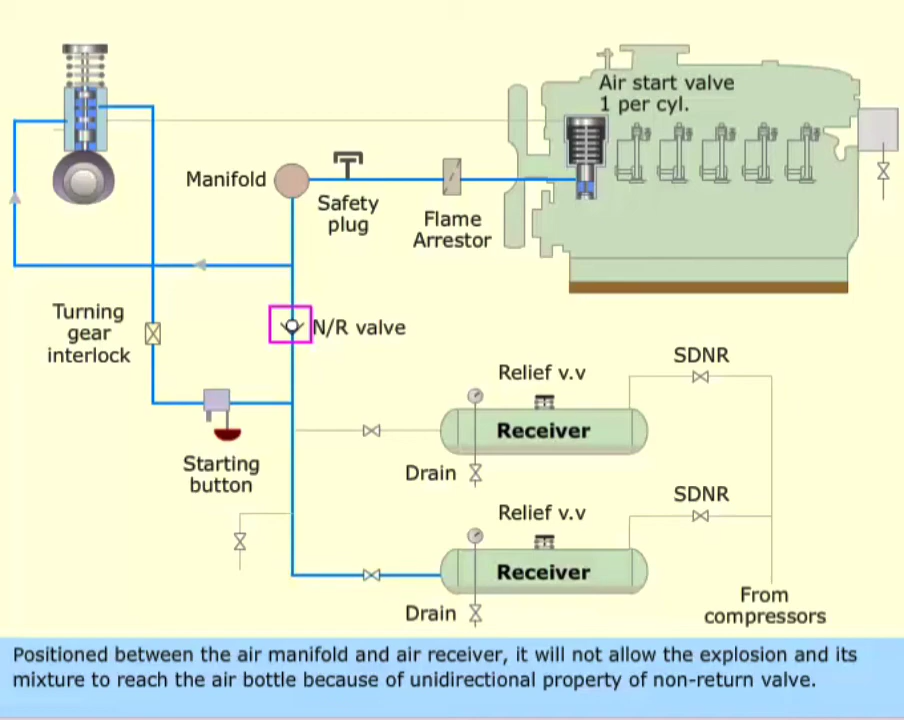 Air start valve
1 per cyl.
Manifold
Safety
plug
Flame
Arrestor
Turning
gear
interlock
N/R valve
SDNR
Relief v.v
Receiver
Drain
Starting
button
SDNR
Relief v.v
Receiver
Drain
From
compressors
Positioned between the air manifold and air receiver, it will not allow the explosion and its
mixture to reach the air bottle because of unidirectional property of non-return valve.